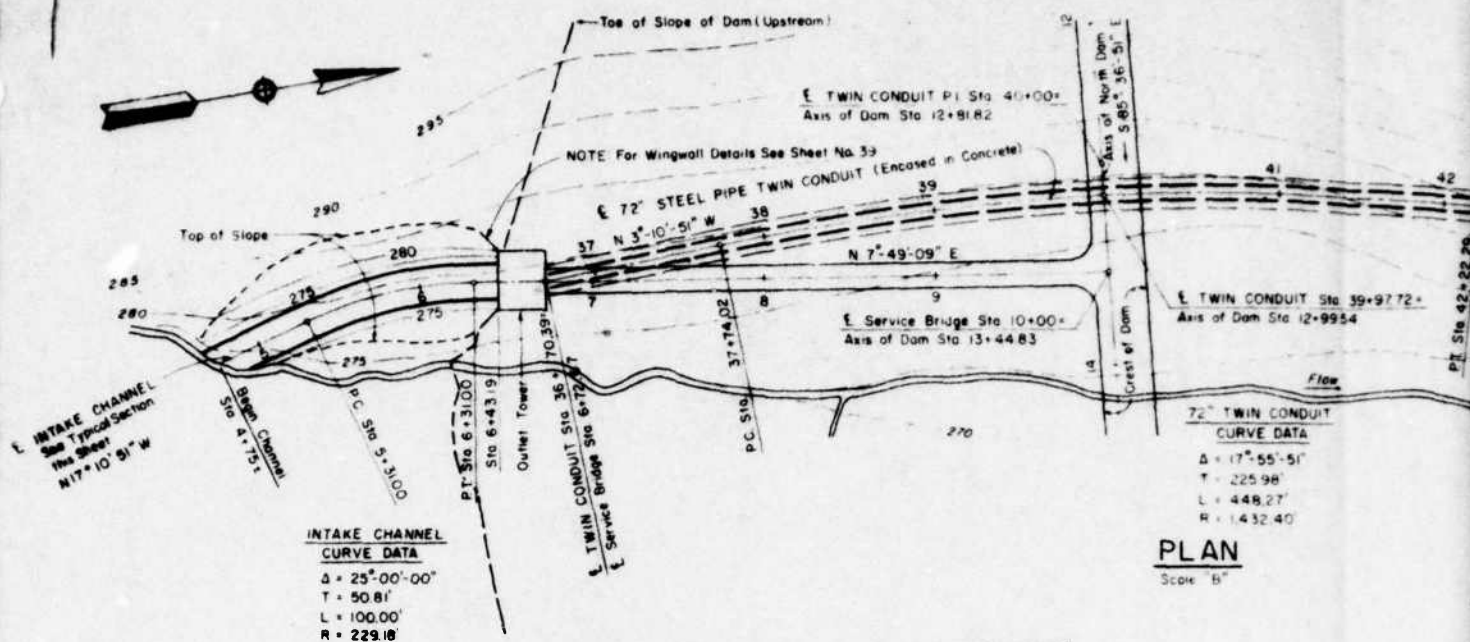 Toe of Slope of Dam (Upstream)
12
Axis of North Dam
S 85° 36'-51" E
295
℄ TWIN CONDUIT P.I. Sta 40+00=
Axis of Dam Sta 12+81.82
NOTE: For Wingwall Details See Sheet No. 39
℄ 72" STEEL PIPE TWIN CONDUIT (Encased in Concrete)
290
Top of Slope
280
37
N 3°-10'-51" W
38
39
41
42
N 7°-49'-09" E
285
280
275
6
275
7
8
9
℄ TWIN CONDUIT Sta 39+97.72=
Axis of Dam Sta 12+99.54
℄ Service Bridge Sta 10+00=
Axis of Dam Sta 13+44.83
275
14
Crest of Dam
P.T. Sta 42+22.29
Flow
℄ INTAKE CHANNEL
See Typical Section
this Sheet
N 17° 10' 51" W
Begin Channel
Sta 4+75±
P.C. Sta 5+31.00
P.T. Sta 6+31.00
Sta 6+43.19
Outlet Tower
℄ TWIN CONDUIT Sta 36+70.39=
℄ Service Bridge Sta 6+72.
P.C. Sta
37+74.02
270
72" TWIN CONDUIT
CURVE DATA
Δ = 17°-55'-51"
T = 225.98'
L = 448.27'
R = 1,432.40'
INTAKE CHANNEL
CURVE DATA
Δ = 25°-00'-00"
T = 50.81'
L = 100.00'
R = 229.18'
PLAN
Scale "B"